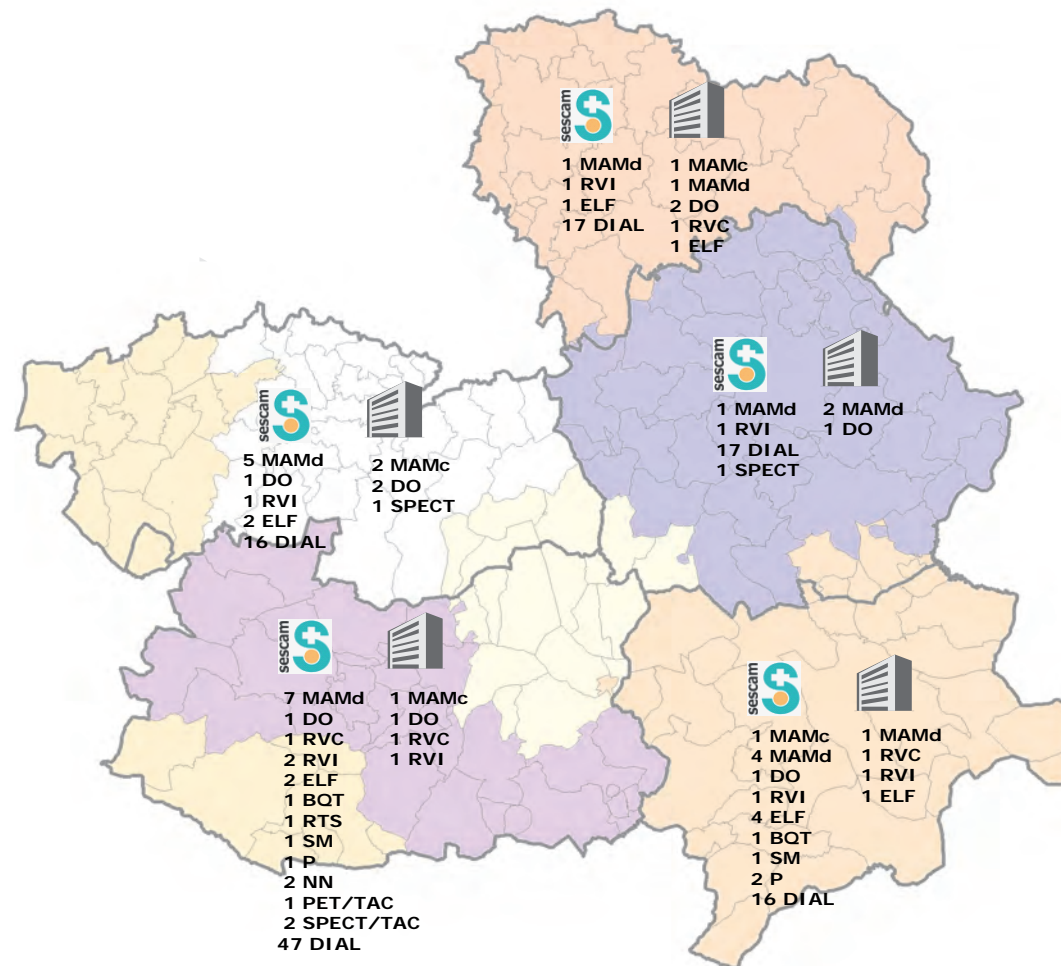 sescam
1 MAMd
1 RVI
1 ELF
17 DIAL
1 MAMc
1 MAMd
2 DO
1 RVC
1 ELF
sescam
1 MAMd
1 RVI
17 DIAL
1 SPECT
2 MAMd
1 DO
sescam
5 MAMd
1 DO
1 RVI
2 ELF
16 DIAL
2 MAMc
2 DO
1 SPECT
sescam
7 MAMd
1 DO
1 RVC
2 RVI
2 ELF
1 BQT
1 RTS
1 SM
1 P
2 NN
1 PET/TAC
2 SPECT/TAC
47 DIAL
1 MAMc
1 DO
1 RVC
1 RVI
sescam
1 MAMc
4 MAMd
1 DO
1 RVI
4 ELF
1 BQT
1 SM
2 P
16 DIAL
1 MAMd
1 RVC
1 RVI
1 ELF